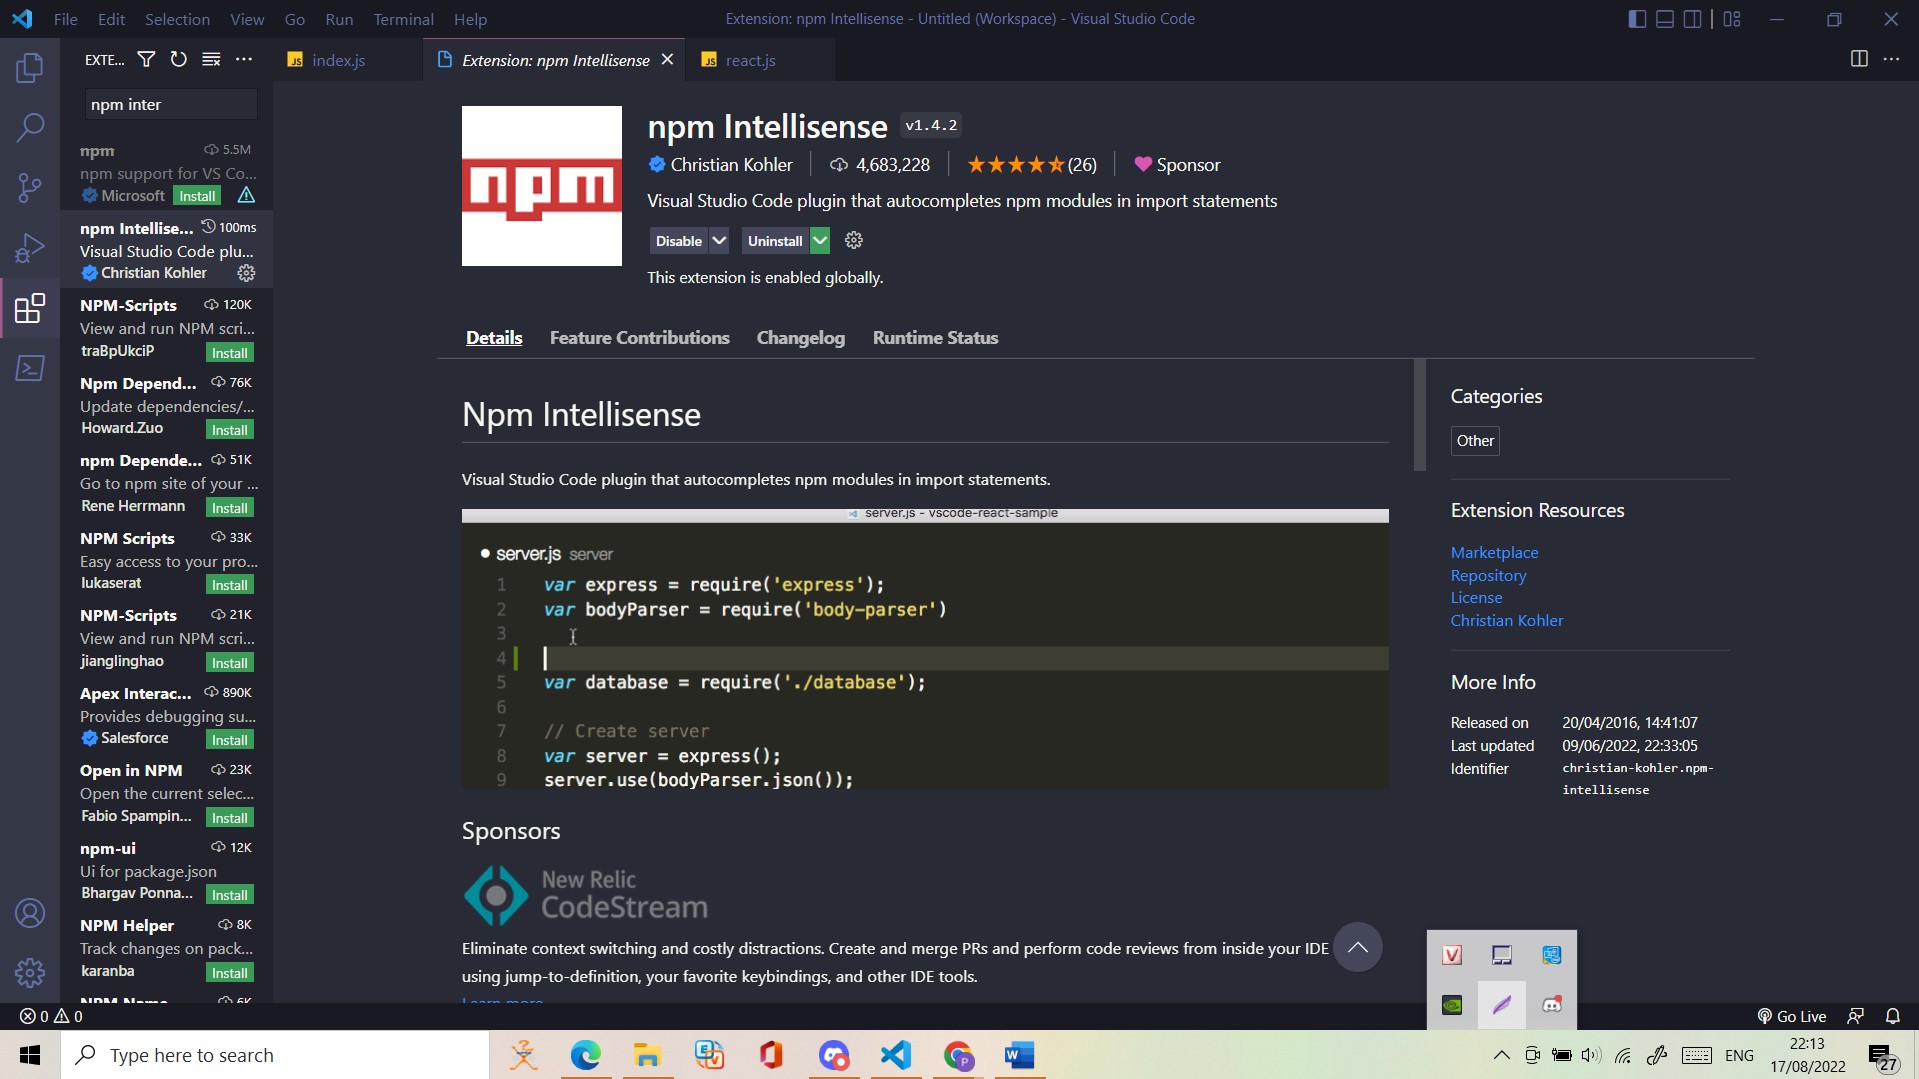 File Edit Selection View Go Run Terminal Help
Extension: npm Intellisense - Untitled (Workspace) - Visual Studio Code
EXTE...
index.js
Extension: npm Intellisense
react.js
npm inter
npm 5.5M
npm support for VS Co...
Microsoft Install
npm Intellise... 100ms
Visual Studio Code plu...
Christian Kohler
NPM-Scripts 120K
View and run NPM scri...
traBpUkciP Install
Npm Depend... 76K
Update dependencies/...
Howard.Zuo Install
npm Depende... 51K
Go to npm site of your ...
Rene Herrmann Install
NPM Scripts 33K
Easy access to your pro...
lukaserat Install
NPM-Scripts 21K
View and run NPM scri...
jianglinghao Install
Apex Interac... 890K
Provides debugging su...
Salesforce Install
Open in NPM 23K
Open the current selec...
Fabio Spampin... Install
npm-ui 12K
Ui for package.json
Bhargav Ponna... Install
NPM Helper 8K
Track changes on pack...
karanba Install
NPM Name 6K
npm
npm Intellisense v1.4.2
Christian Kohler 4,683,228 (26) Sponsor
Visual Studio Code plugin that autocompletes npm modules in import statements
Disable Uninstall
This extension is enabled globally.
Details Feature Contributions Changelog Runtime Status
Npm Intellisense
Visual Studio Code plugin that autocompletes npm modules in import statements.
server.js - vscode-react-sample
server.js server
1 var express = require('express');
2 var bodyParser = require('body-parser')
3
4
5 var database = require('./database');
6
7 // Create server
8 var server = express();
9 server.use(bodyParser.json());
Sponsors
New Relic
CodeStream
Eliminate context switching and costly distractions. Create and merge PRs and perform code reviews from inside your IDE
using jump-to-definition, your favorite keybindings, and other IDE tools.
Learn more
Categories
Other
Extension Resources
Marketplace
Repository
License
Christian Kohler
More Info
Released on 20/04/2016, 14:41:07
Last updated 09/06/2022, 22:33:05
Identifier christian-kohler.npm-
intellisense
0 0
Go Live
Type here to search
ENG
22:13
17/08/2022
27